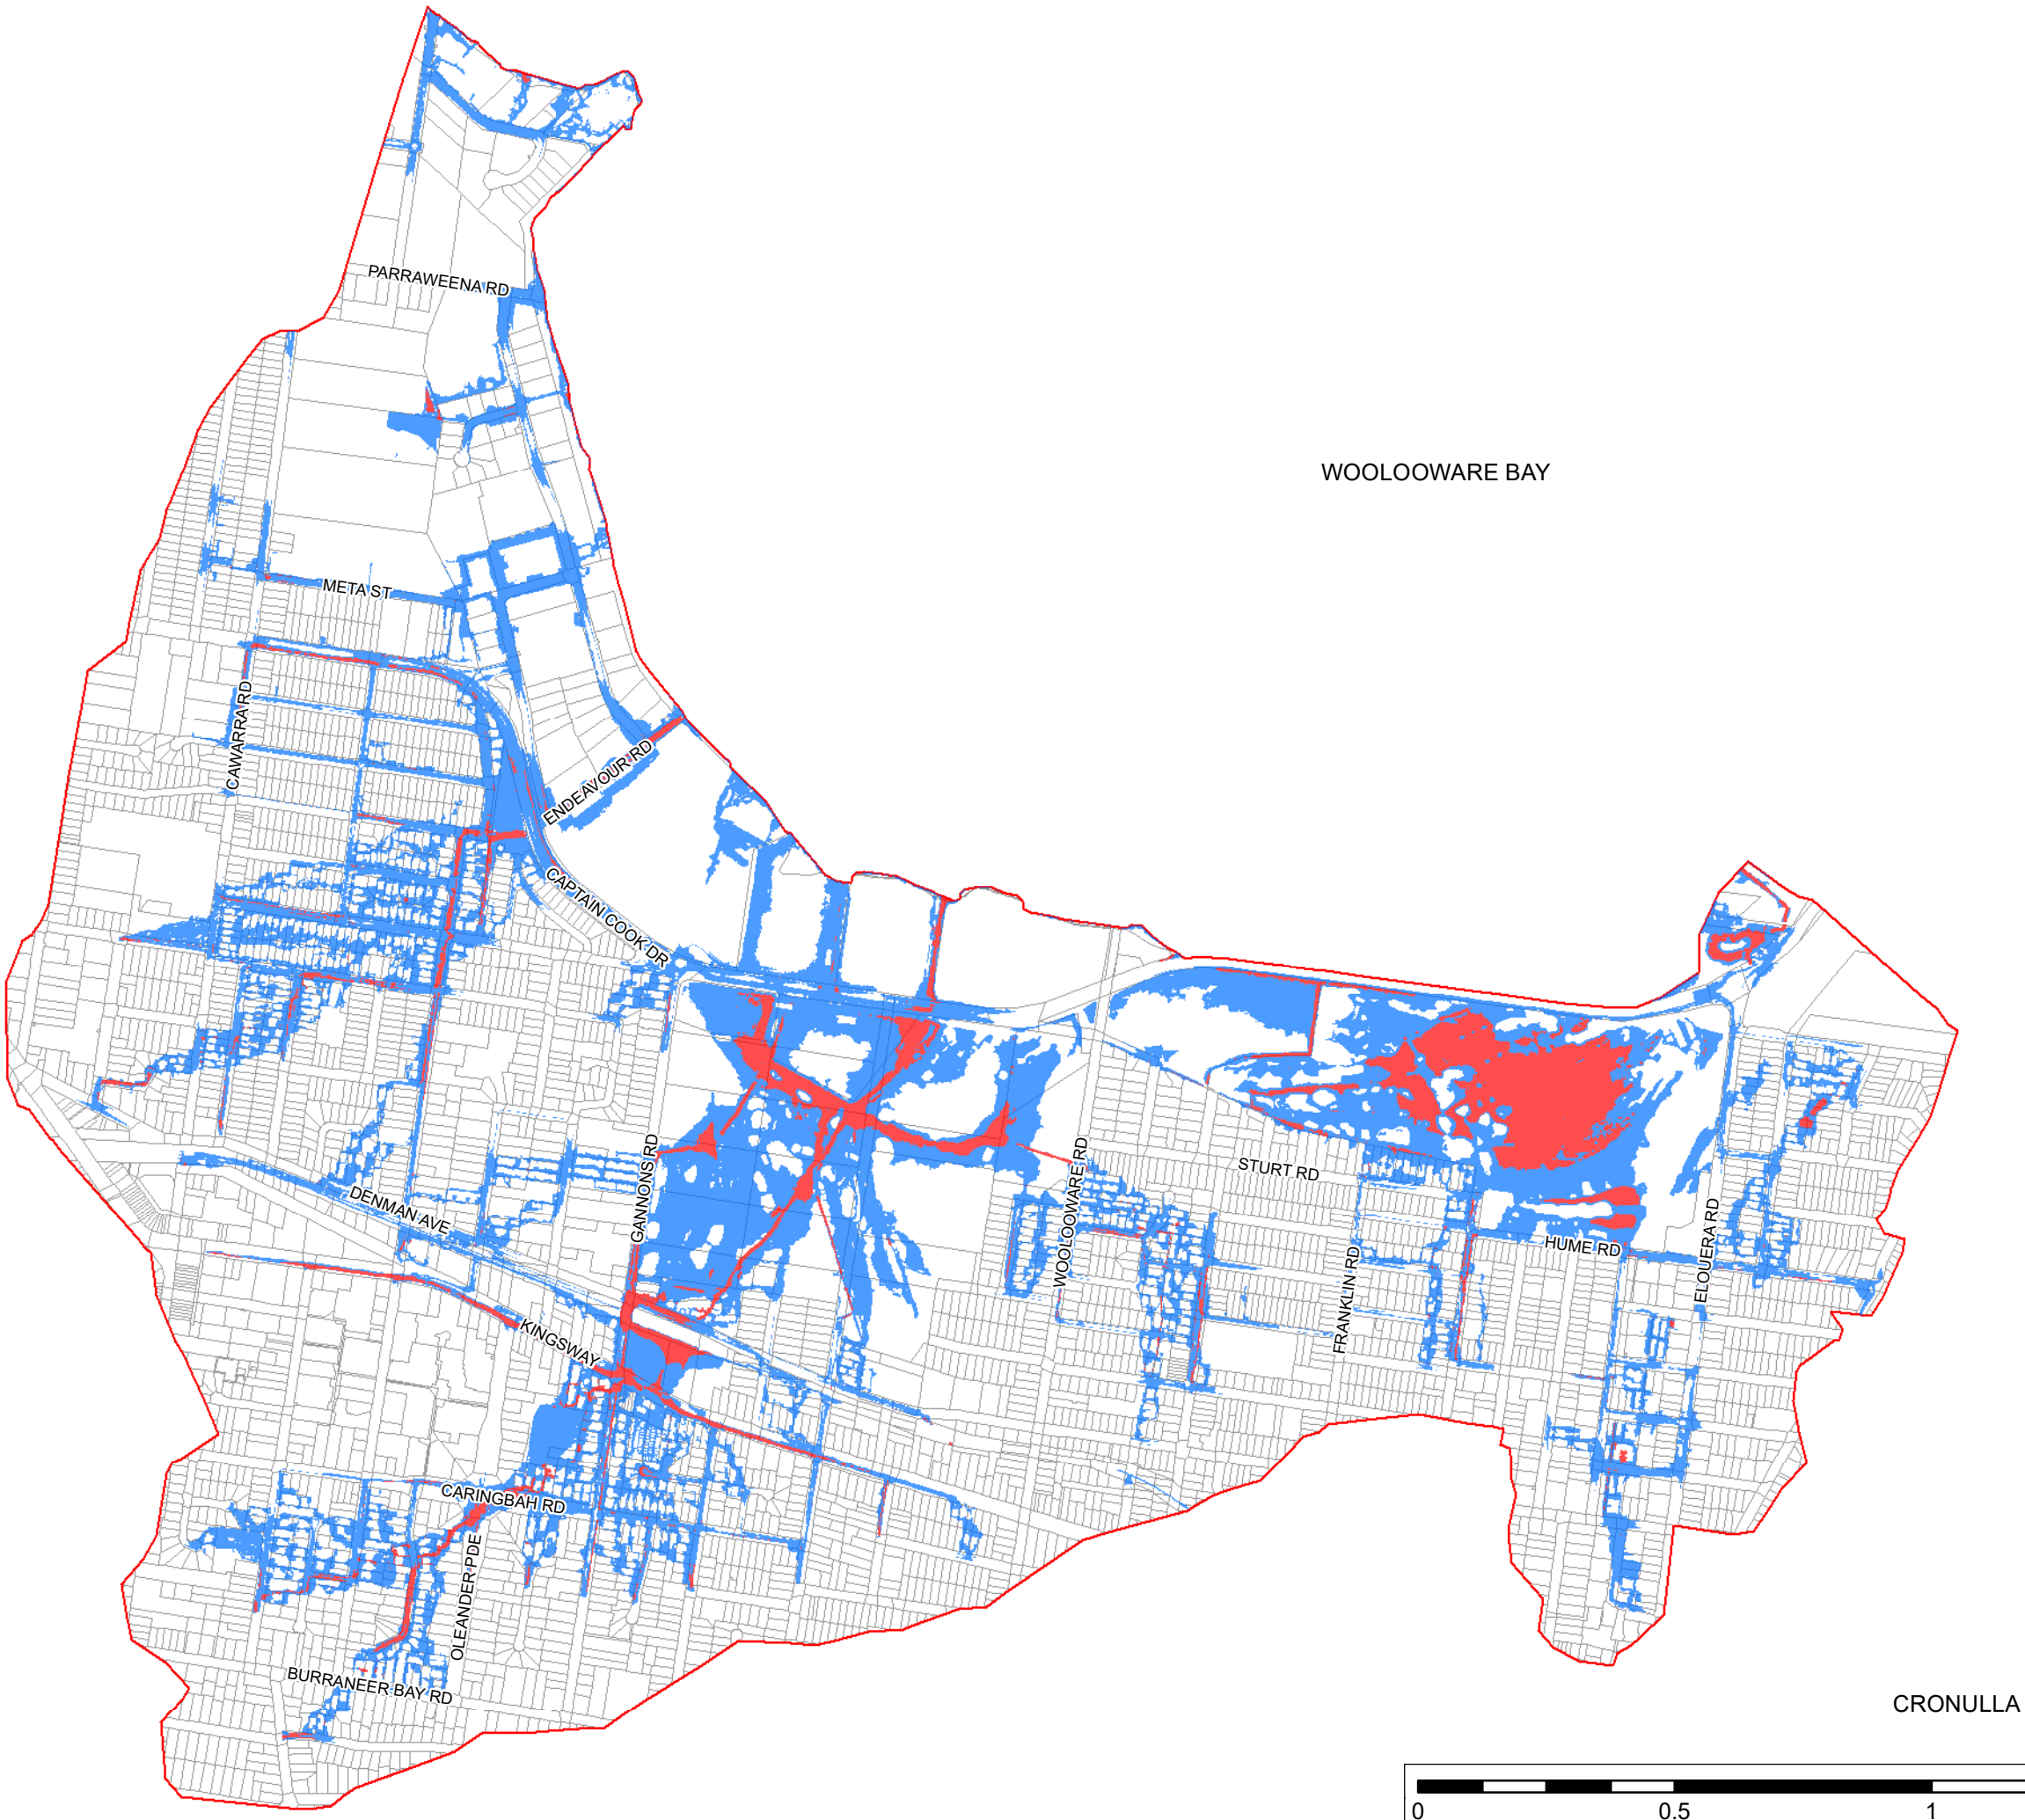 PARRAWEENA RD
WOOLOOWARE BAY
META ST
CAWARRA RD
ENDEAVOUR RD
CAPTAIN COOK DR
GANNONS RD
WOOLOOWARE RD
STURT RD
DENMAN AVE
HUME RD
ELOUERA RD
FRANKLIN RD
KINGSWAY
CARINGBAH RD
OLEANDER PDE
BURRANEER BAY RD
CRONULLA
0 0.5 1